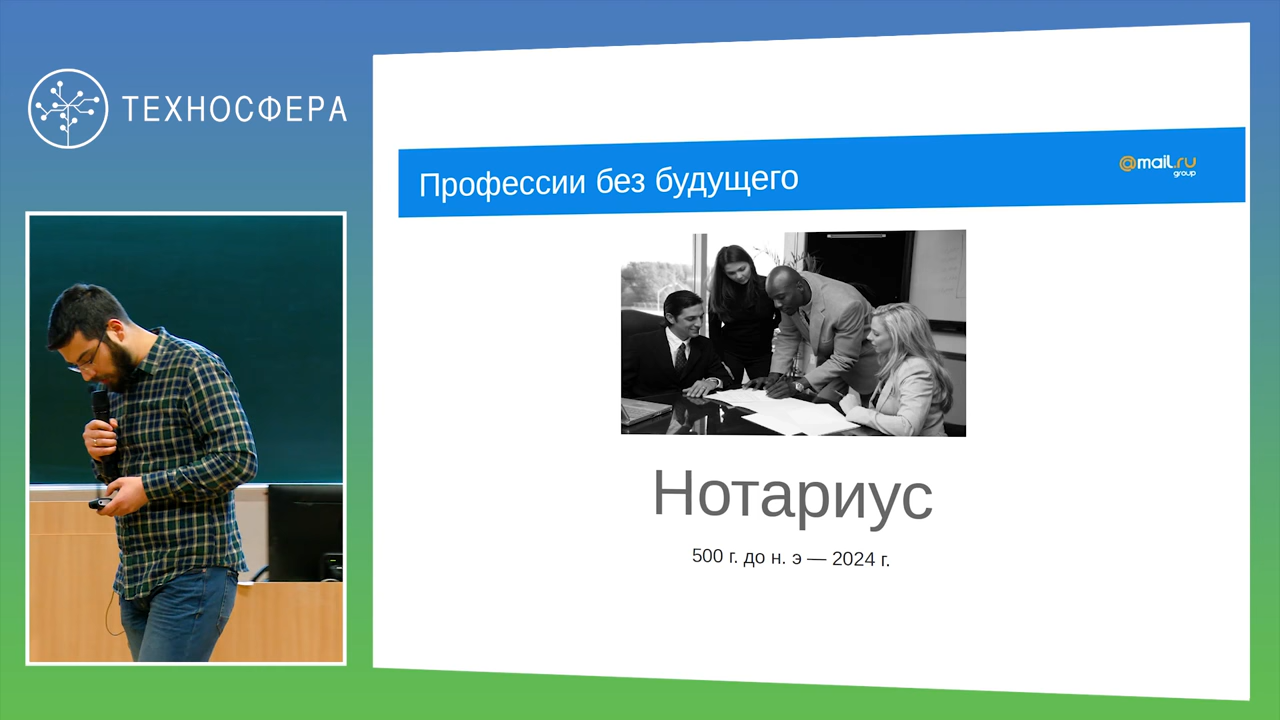 ТЕХНОСФЕРА
Профессии без будущего
@mail.ru
group
Нотариус
500 г. до н. э — 2024 г.